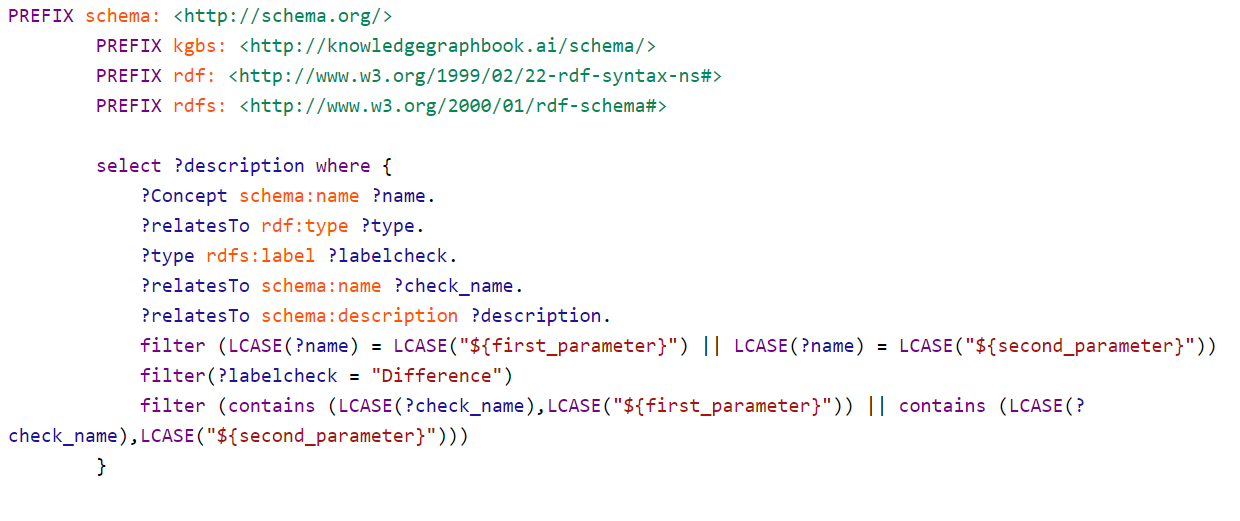 PREFIX schema: <http://schema.org/>
PREFIX kgbs: <http://knowledgegraphbook.ai/schema/>
PREFIX rdf: <http://www.w3.org/1999/02/22-rdf-syntax-ns#>
PREFIX rdfs: <http://www.w3.org/2000/01/rdf-schema#>
select ?description where {
?Concept schema:name ?name.
?relatesTo rdf:type ?type.
?type rdfs:label ?labelcheck.
?relatesTo schema:name ?check_name.
?relatesTo schema:description ?description.
filter (LCASE(?name) = LCASE("${first_parameter}") || LCASE(?name) = LCASE("${second_parameter}"))
filter(?labelcheck = "Difference")
filter (contains (LCASE(?check_name),LCASE("${first_parameter}")) || contains (LCASE(?
check_name),LCASE("${second_parameter}")))
}